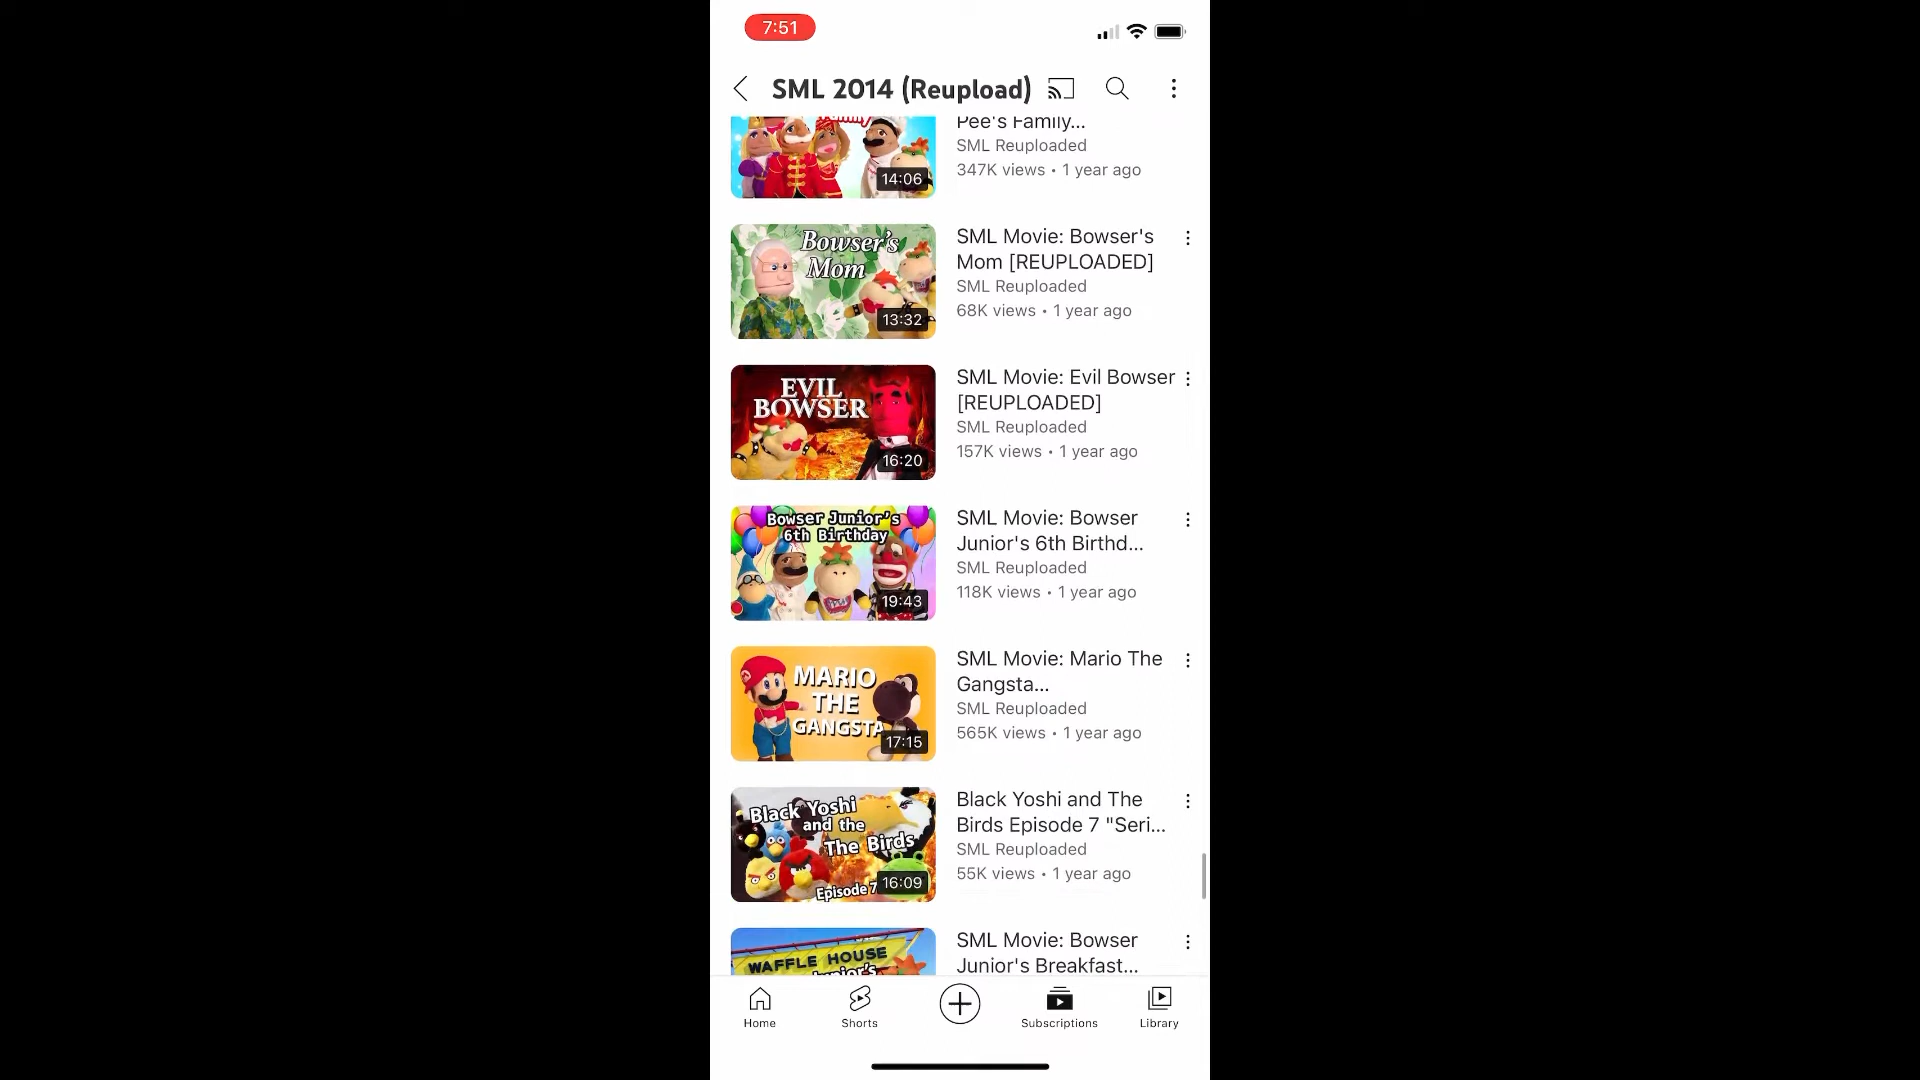 7:51
SML 2014 (Reupload)
14:06
Pee's Family...
SML Reuploaded
347K views • 1 year ago
Bowser's
Mom
13:32
SML Movie: Bowser's
Mom [REUPLOADED]
SML Reuploaded
68K views • 1 year ago
EVIL
BOWSER
16:20
SML Movie: Evil Bowser
[REUPLOADED]
SML Reuploaded
157K views • 1 year ago
Bowser Junior's
6th Birthday
19:43
SML Movie: Bowser
Junior's 6th Birthd...
SML Reuploaded
118K views • 1 year ago
MARIO
THE
GANGSTA
17:15
SML Movie: Mario The
Gangsta...
SML Reuploaded
565K views • 1 year ago
Black Yoshi
and the
The Birds
Episode 7
16:09
Black Yoshi and The
Birds Episode 7 "Seri...
SML Reuploaded
55K views • 1 year ago
WAFFLE HOUSE
Junior's
SML Movie: Bowser
Junior's Breakfast...
Home
Shorts
Subscriptions
Library